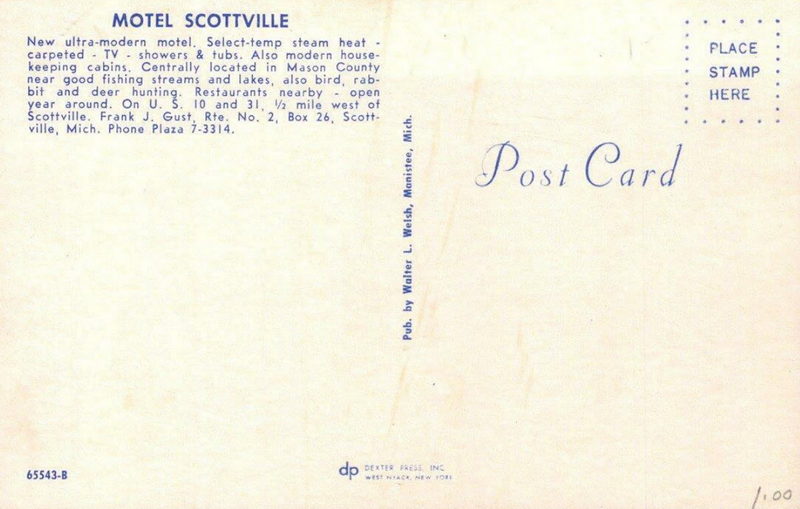 MOTEL SCOTTVILLE
New ultra-modern motel. Select-temp steam heat -
carpeted - TV - showers & tubs. Also modern house-
keeping cabins. Centrally located in Mason County
near good fishing streams and lakes, also bird, rab-
bit and deer hunting. Restaurants nearby - open
year around. On U. S. 10 and 31, ½ mile west of
Scottville. Frank J. Gust, Rte. No. 2, Box 26, Scott-
ville, Mich. Phone Plaza 7-3314.
PLACE
STAMP
HERE
Post Card
Pub. by Walter L. Welsh, Manistee, Mich.
65543-B
dp DEXTER PRESS, INC.
WEST NYACK, NEW YORK
1.00